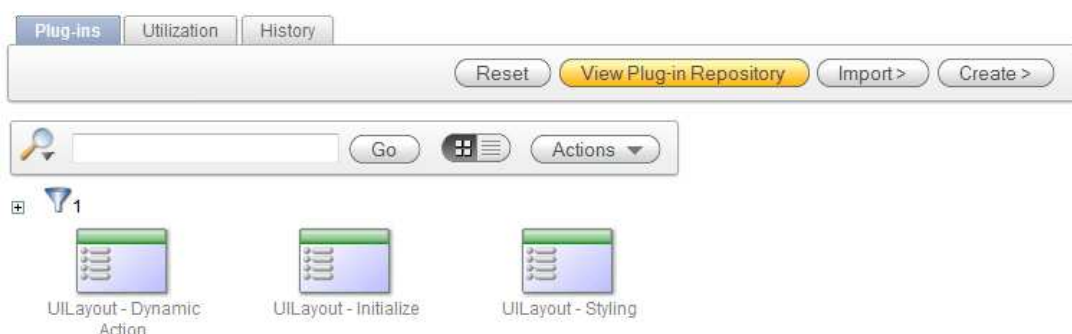 Plug-ins Utilization History
Reset View Plug-in Repository Import > Create >
Go Actions
1
UILayout - Dynamic Action
UILayout - Initialize
UILayout - Styling